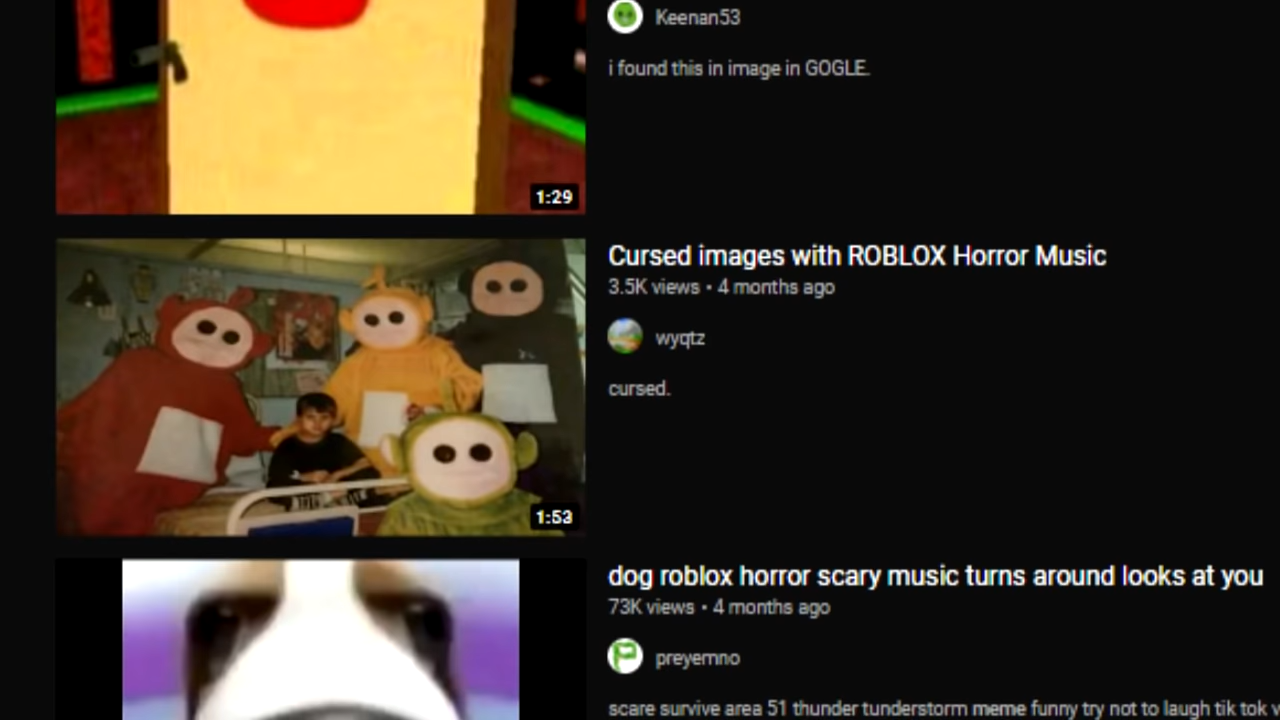 Keenan53
i found this in image in GOGLE.
1:29
Cursed images with ROBLOX Horror Music
3.5K views • 4 months ago
wyqtz
cursed.
1:53
dog roblox horror scary music turns around looks at you
73K views • 4 months ago
preyemno
scare survive area 51 thunder tunderstorm meme funny try not to laugh tik tok